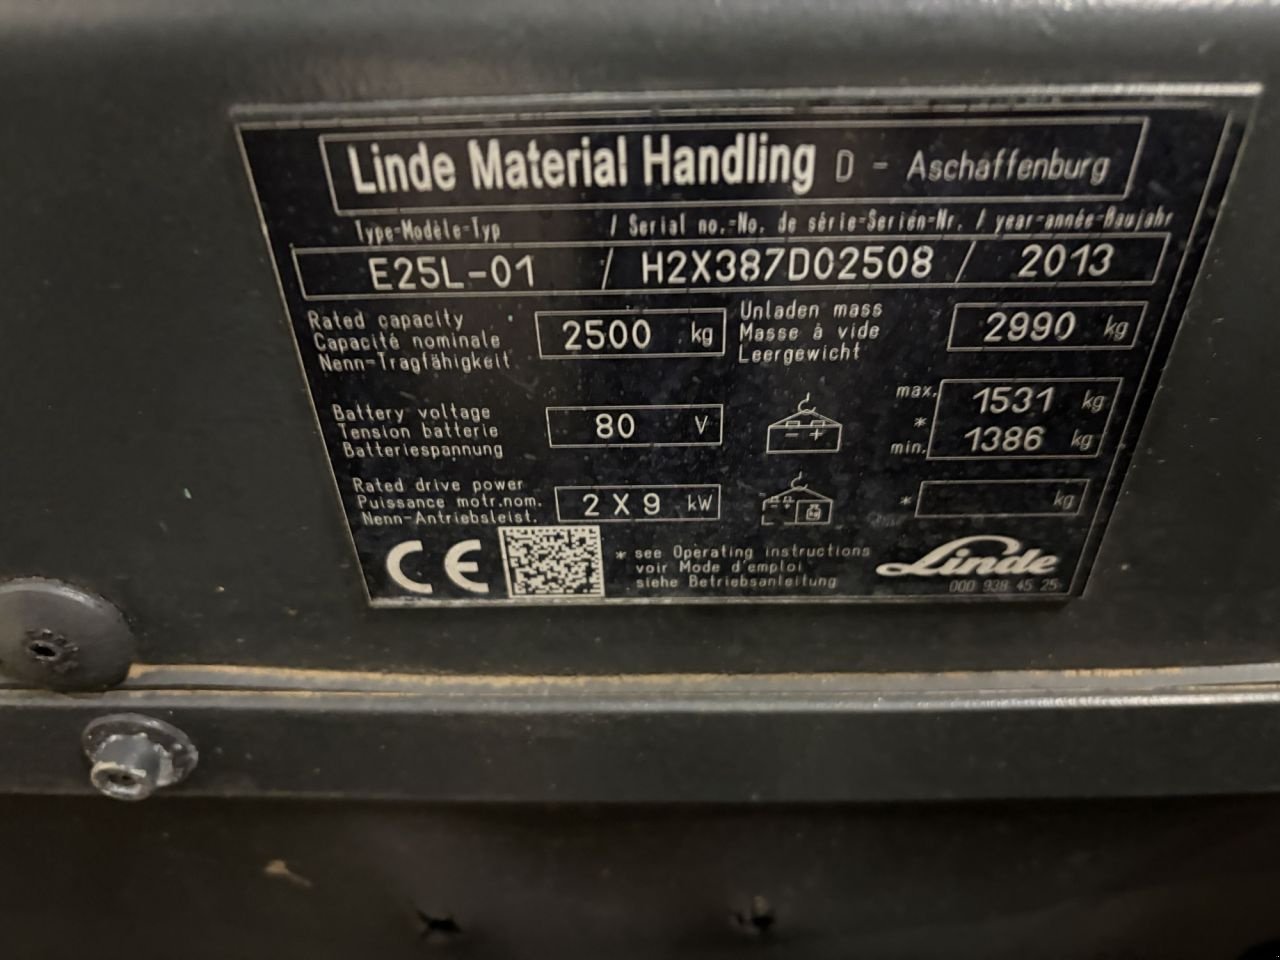 Linde Material Handling D - Aschaffenburg
Type-Modèle-Typ / Serial no.-No. de série-Serien-Nr. / year-année-Baujahr
E25L-01 / H2X387D02508 / 2013
Rated capacity
Capacité nominale
Nenn-Tragfähigkeit
2500 kg
Unladen mass
Masse à vide
Leergewicht
2990 kg
Battery voltage
Tension batterie
Batteriespannung
80 V
max. 1531 kg
*
min. 1386 kg
Rated drive power
Puissance motr.nom.
Nenn-Antriebsleist.
2 X 9 kW
* kg
CE
* see Operating instructions
voir Mode d'emploi
siehe Betriebsanleitung
Linde
000 938 45 25